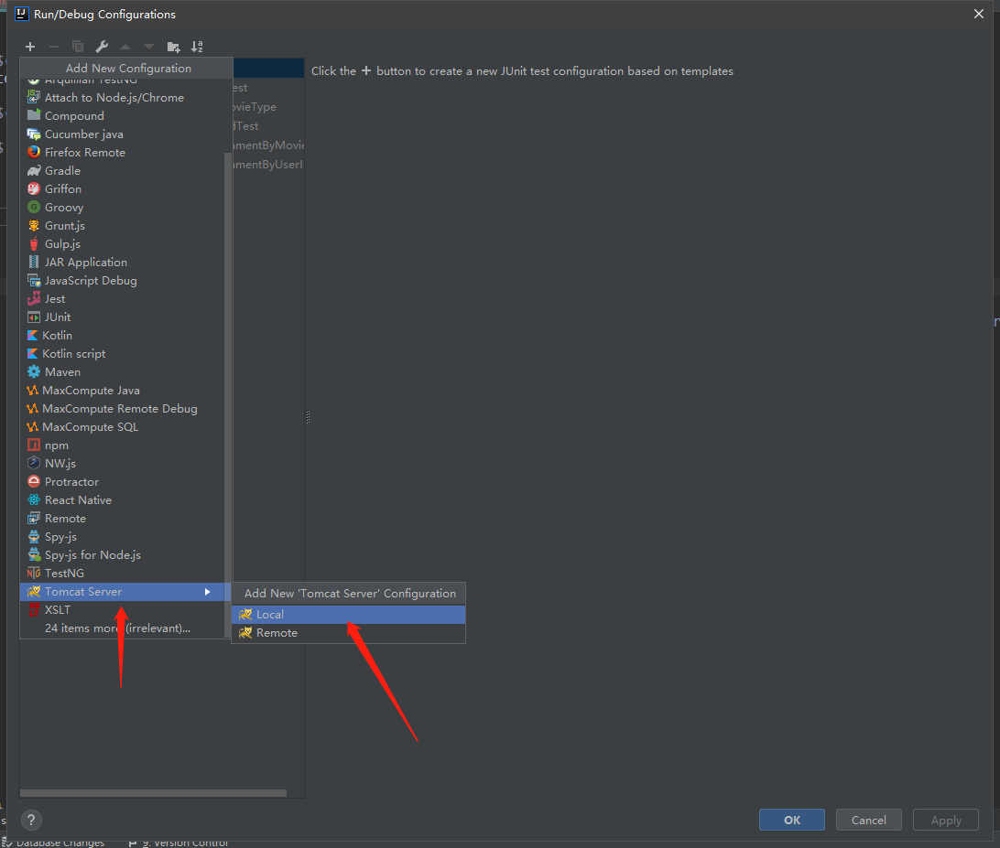 Run/Debug Configurations
Add New Configuration
Click the + button to create a new JUnit test configuration based on templates
Arquillian TestNG
Attach to Node.js/Chrome
Compound
Cucumber java
Firefox Remote
Gradle
Griffon
Groovy
Grunt.js
Gulp.js
JAR Application
JavaScript Debug
Jest
JUnit
Kotlin
Kotlin script
Maven
MaxCompute Java
MaxCompute Remote Debug
MaxCompute SQL
npm
NW.js
Protractor
React Native
Remote
Spy-js
Spy-js for Node.js
TestNG
Tomcat Server
XSLT
24 items more (irrelevant)...
est
ovieType
dTest
mentByMovie
mentByUserI
Add New 'Tomcat Server' Configuration
Local
Remote
?
OK
Cancel
Apply
Database Changes
9: Version Control